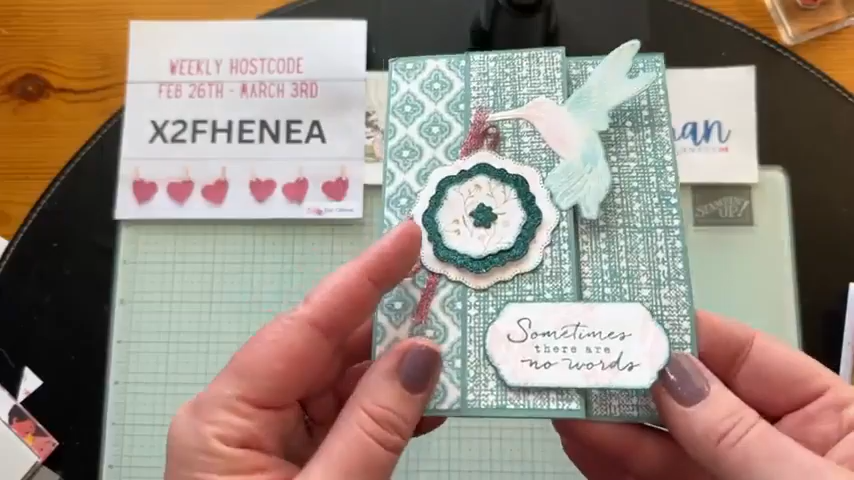 WEEKLY HOSTCODE
FEB 26TH - MARCH 3RD
X2FHENEA
STAMPIN' UP!
Sometimes
there are
no words